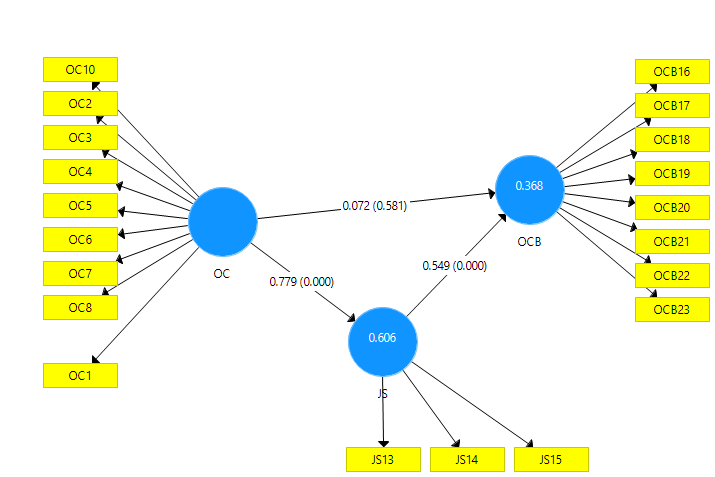 OC10
OC2
OC3
OC4
OC5
OC6
OC7
OC8
OC1
OC
0.072 (0.581)
0.779 (0.000)
0.549 (0.000)
0.368
OCB
0.606
JS
OCB16
OCB17
OCB18
OCB19
OCB20
OCB21
OCB22
OCB23
JS13
JS14
JS15